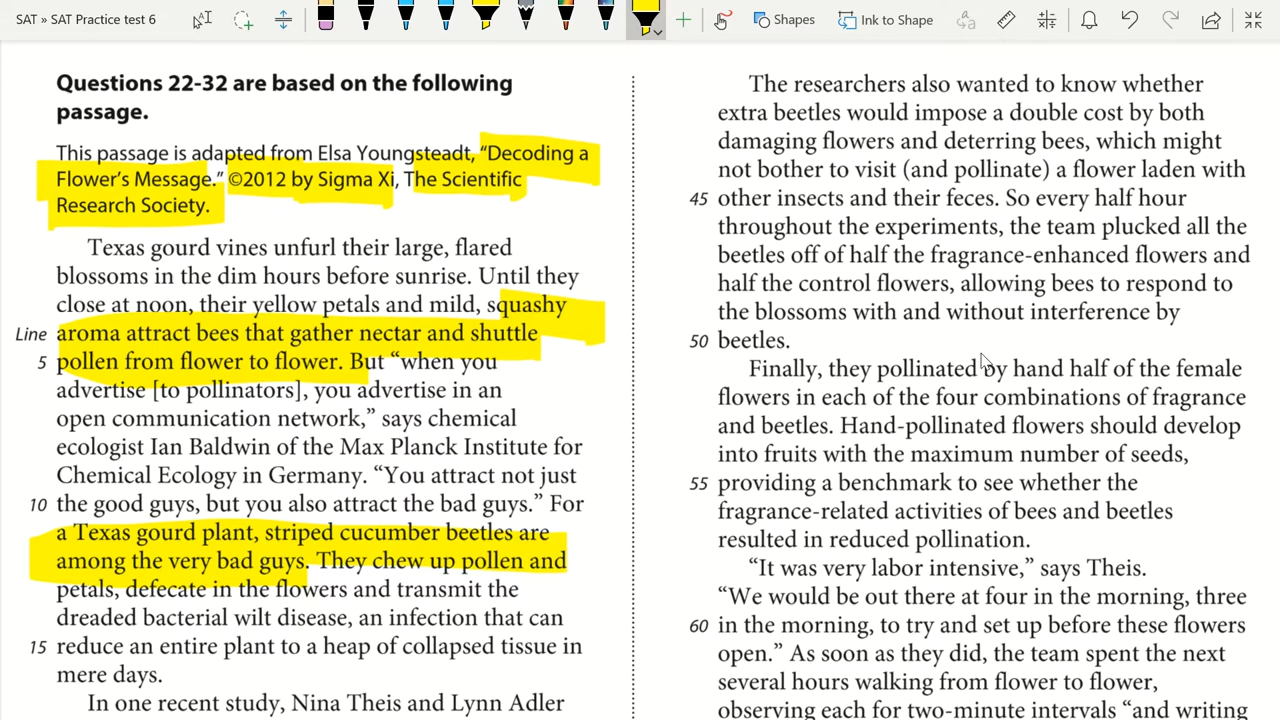 SAT » SAT Practice test 6
Shapes
Ink to Shape
Questions 22-32 are based on the following
passage.
This passage is adapted from Elsa Youngsteadt, “Decoding a
Flower’s Message.” ©2012 by Sigma Xi, The Scientific
Research Society.
Texas gourd vines unfurl their large, flared
blossoms in the dim hours before sunrise. Until they
close at noon, their yellow petals and mild, squashy
Line aroma attract bees that gather nectar and shuttle
5 pollen from flower to flower. But “when you
advertise [to pollinators], you advertise in an
open communication network,” says chemical
ecologist Ian Baldwin of the Max Planck Institute for
Chemical Ecology in Germany. “You attract not just
10 the good guys, but you also attract the bad guys.” For
a Texas gourd plant, striped cucumber beetles are
among the very bad guys. They chew up pollen and
petals, defecate in the flowers and transmit the
dreaded bacterial wilt disease, an infection that can
15 reduce an entire plant to a heap of collapsed tissue in
mere days.
In one recent study, Nina Theis and Lynn Adler
The researchers also wanted to know whether
extra beetles would impose a double cost by both
damaging flowers and deterring bees, which might
not bother to visit (and pollinate) a flower laden with
45 other insects and their feces. So every half hour
throughout the experiments, the team plucked all the
beetles off of half the fragrance-enhanced flowers and
half the control flowers, allowing bees to respond to
the blossoms with and without interference by
50 beetles.
Finally, they pollinated by hand half of the female
flowers in each of the four combinations of fragrance
and beetles. Hand-pollinated flowers should develop
into fruits with the maximum number of seeds,
55 providing a benchmark to see whether the
fragrance-related activities of bees and beetles
resulted in reduced pollination.
“It was very labor intensive,” says Theis.
“We would be out there at four in the morning, three
60 in the morning, to try and set up before these flowers
open.” As soon as they did, the team spent the next
several hours walking from flower to flower,
observing each for two-minute intervals “and writing